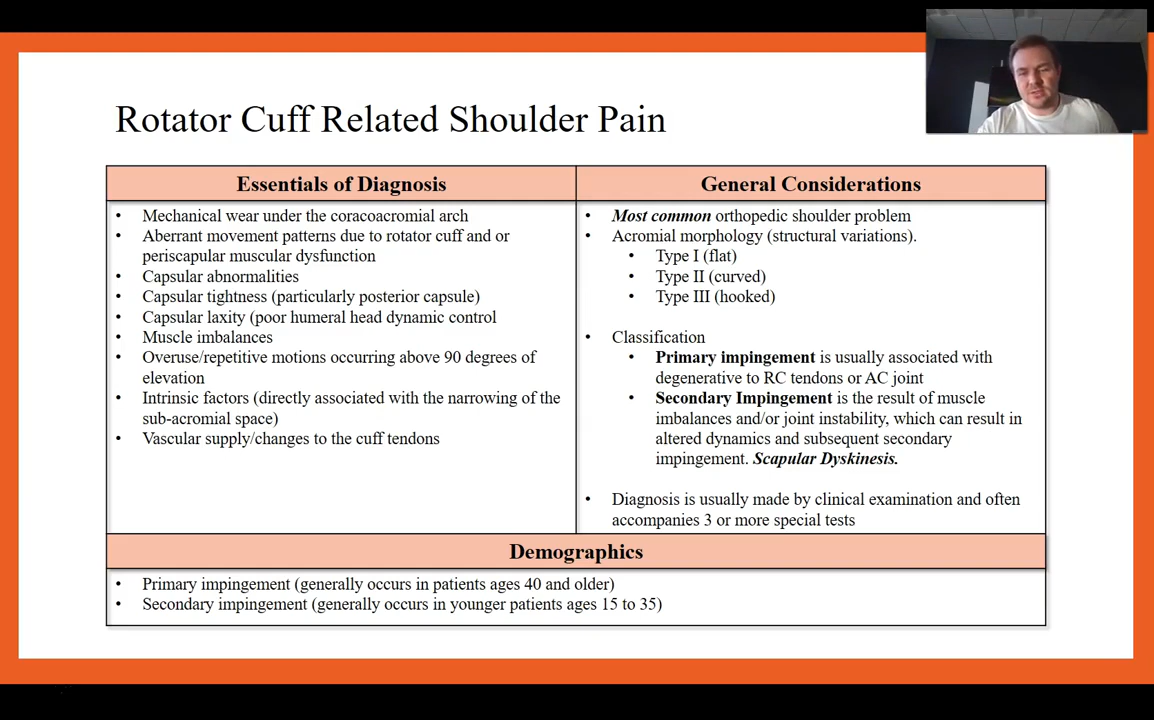 Rotator Cuff Related Shoulder Pain
Essentials of Diagnosis
• Mechanical wear under the coracoacromial arch
• Aberrant movement patterns due to rotator cuff and or
periscapular muscular dysfunction
• Capsular abnormalities
• Capsular tightness (particularly posterior capsule)
• Capsular laxity (poor humeral head dynamic control
• Muscle imbalances
• Overuse/repetitive motions occurring above 90 degrees of
elevation
• Intrinsic factors (directly associated with the narrowing of the
sub-acromial space)
• Vascular supply/changes to the cuff tendons
General Considerations
• Most common orthopedic shoulder problem
• Acromial morphology (structural variations).
• Type I (flat)
• Type II (curved)
• Type III (hooked)
• Classification
• Primary impingement is usually associated with
degenerative to RC tendons or AC joint
• Secondary Impingement is the result of muscle
imbalances and/or joint instability, which can result in
altered dynamics and subsequent secondary
impingement. Scapular Dyskinesis.
• Diagnosis is usually made by clinical examination and often
accompanies 3 or more special tests
Demographics
• Primary impingement (generally occurs in patients ages 40 and older)
• Secondary impingement (generally occurs in younger patients ages 15 to 35)